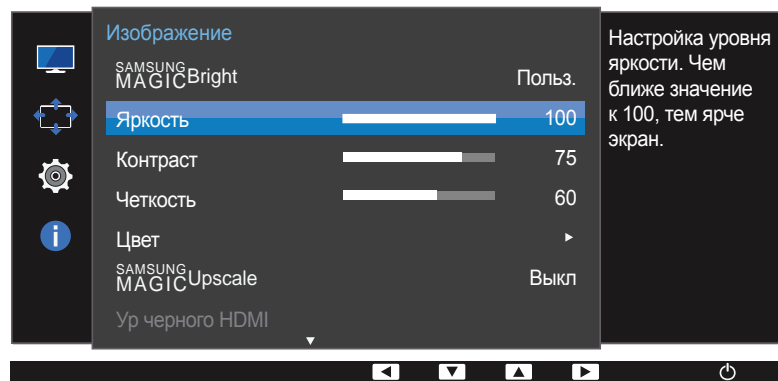 Изображение
SAMSUNG
MAGICBright Польз.
Яркость 100
Контраст 75
Четкость 60
Цвет
SAMSUNG
MAGICUpscale Выкл
Ур черного HDMI
Настройка уровня
яркости. Чем
ближе значение
к 100, тем ярче
экран.